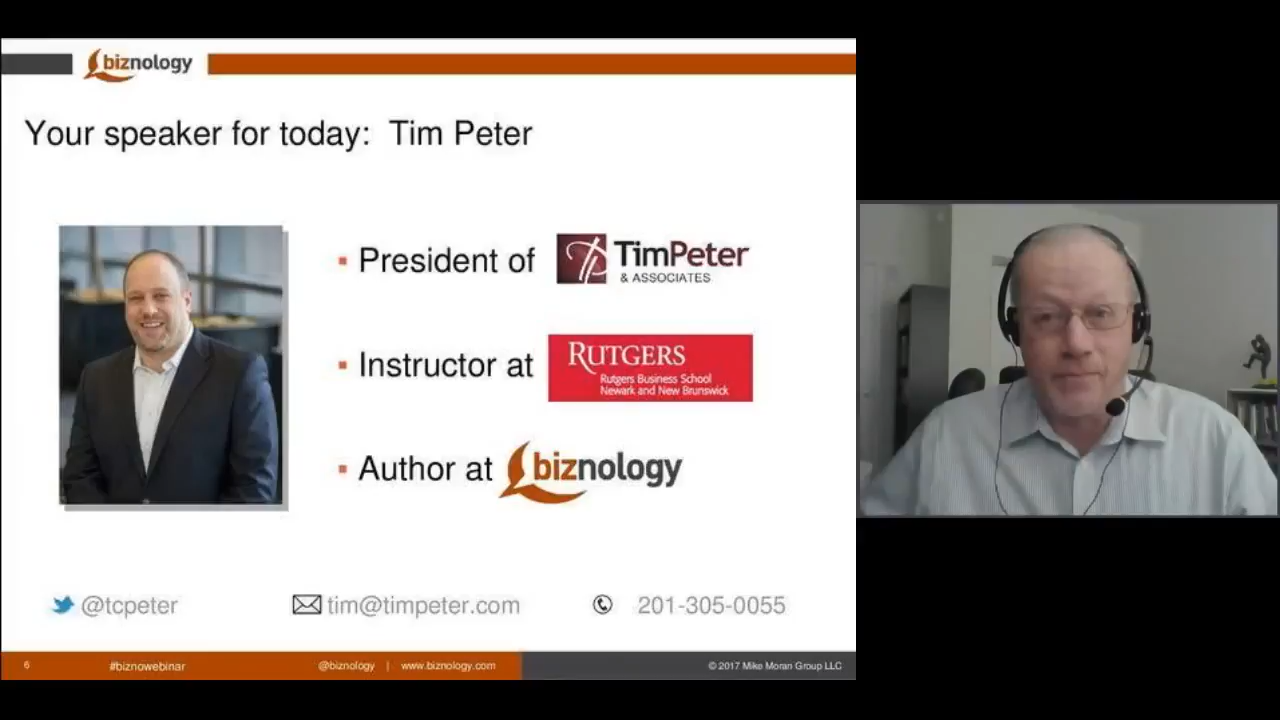 biznology
Your speaker for today: Tim Peter
President of
TimPeter
& ASSOCIATES
Instructor at
RUTGERS
Rutgers Business School
Newark and New Brunswick
Author at
biznology
@tcpeter
tim@timpeter.com
201-305-0055
6
#biznowebinar
@biznology | www.biznology.com
© 2017 Mike Moran Group LLC